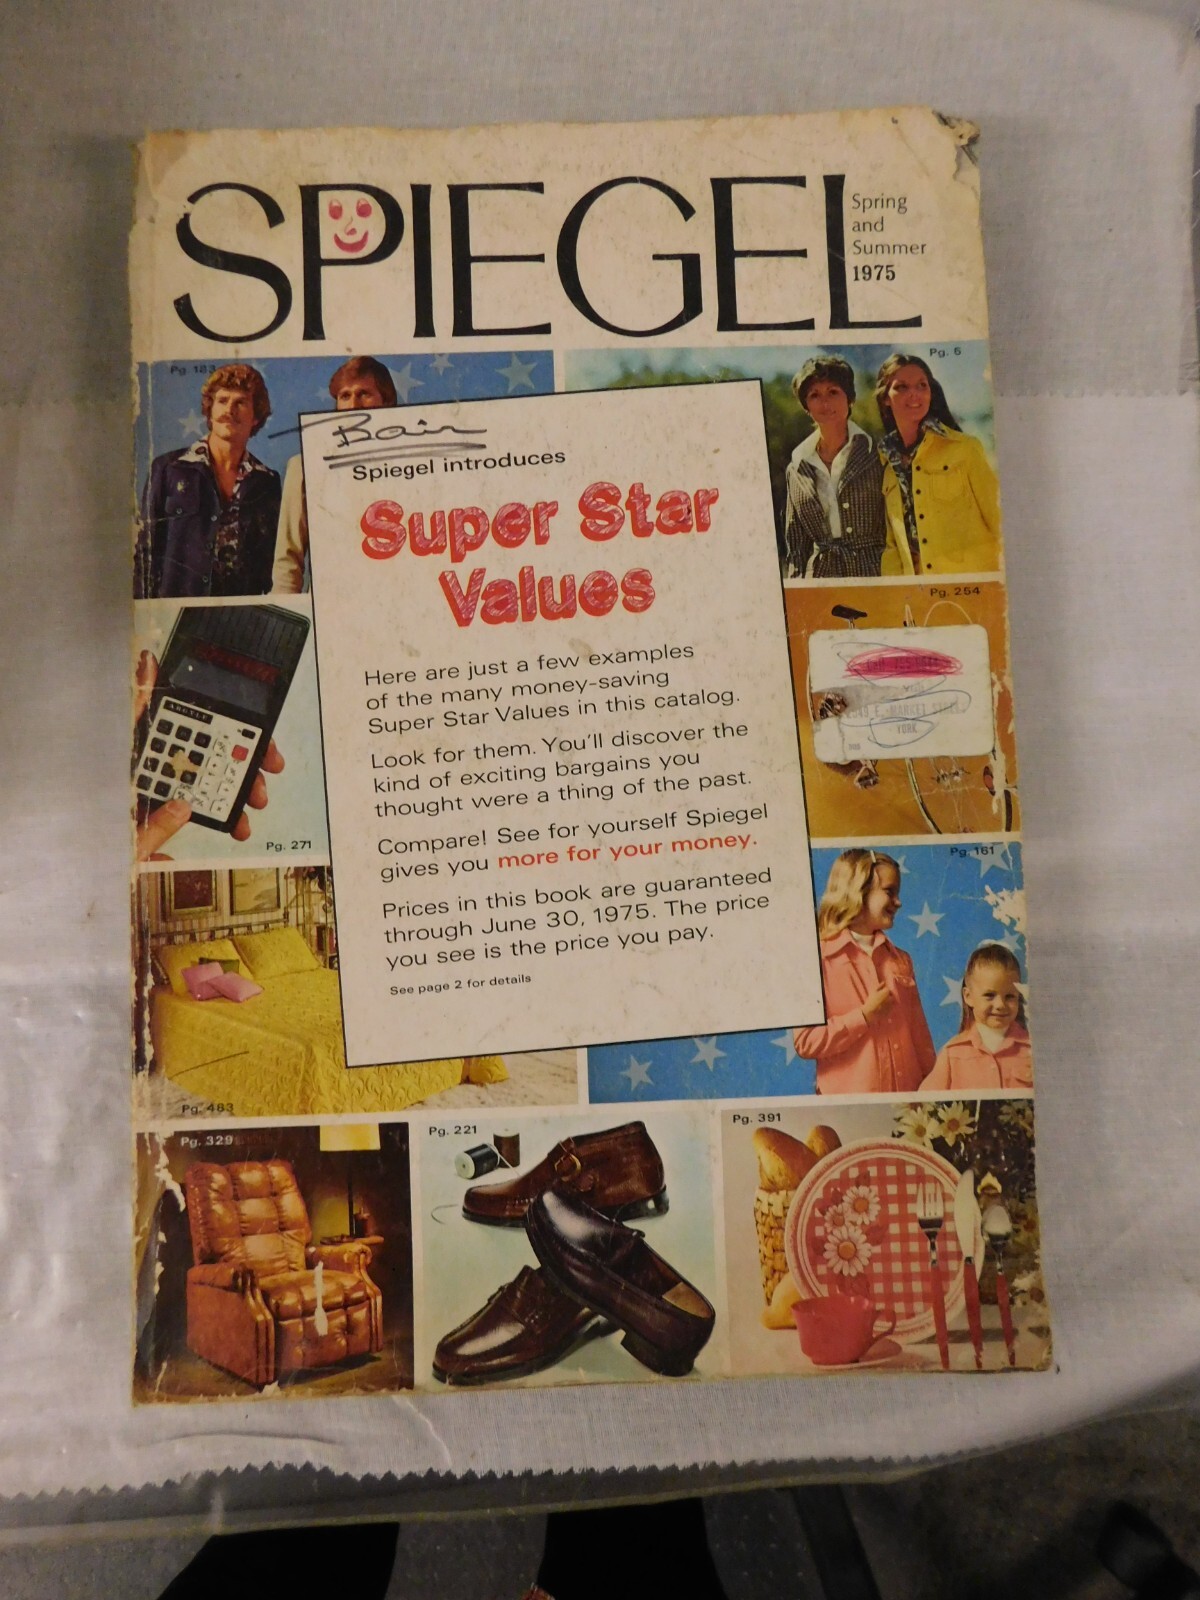 SPIEGEL
Spring
and
Summer
1975
Pg. 183
Pg. 5
Bair
Spiegel introduces
Super Star
Values
Here are just a few examples
of the many money-saving
Super Star Values in this catalog.
Look for them. You'll discover the
kind of exciting bargains you
thought were a thing of the past.
Compare! See for yourself Spiegel
gives you more for your money.
Prices in this book are guaranteed
through June 30, 1975. The price
you see is the price you pay.
See page 2 for details
Pg. 254
E. MARKET
YORK
ARGYLE
Pg. 271
Pg. 161
Pg. 483
Pg. 329
Pg. 221
Pg. 391